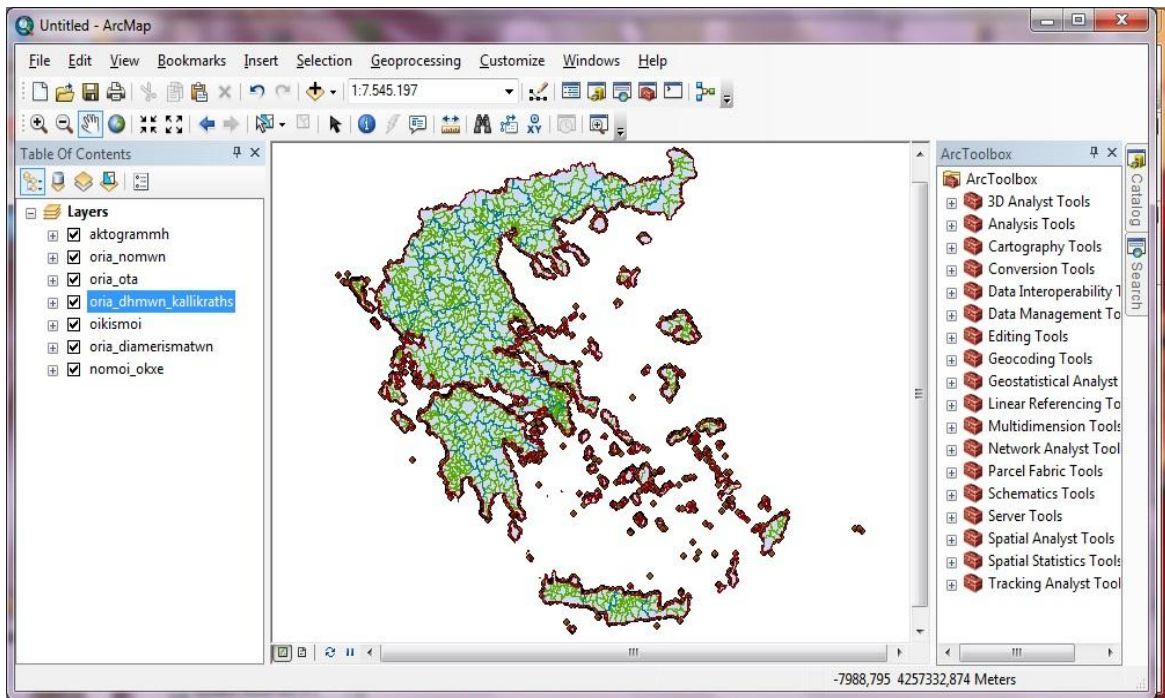 Untitled - ArcMap
File Edit View Bookmarks Insert Selection Geoprocessing Customize Windows Help
1:7.545.197
Table Of Contents
Layers
aktogrammh
oria_nomwn
oria_ota
oria_dhmwn_kallikraths
oikismoi
oria_diamerismatwn
nomoi_okxe
ArcToolbox
ArcToolbox
3D Analyst Tools
Analysis Tools
Cartography Tools
Conversion Tools
Data Interoperability T
Data Management To
Editing Tools
Geocoding Tools
Geostatistical Analyst
Linear Referencing To
Multidimension Tools
Network Analyst Tool
Parcel Fabric Tools
Schematics Tools
Server Tools
Spatial Analyst Tools
Spatial Statistics Tools
Tracking Analyst Tool
Catalog
Search
-7988,795 4257332,874 Meters